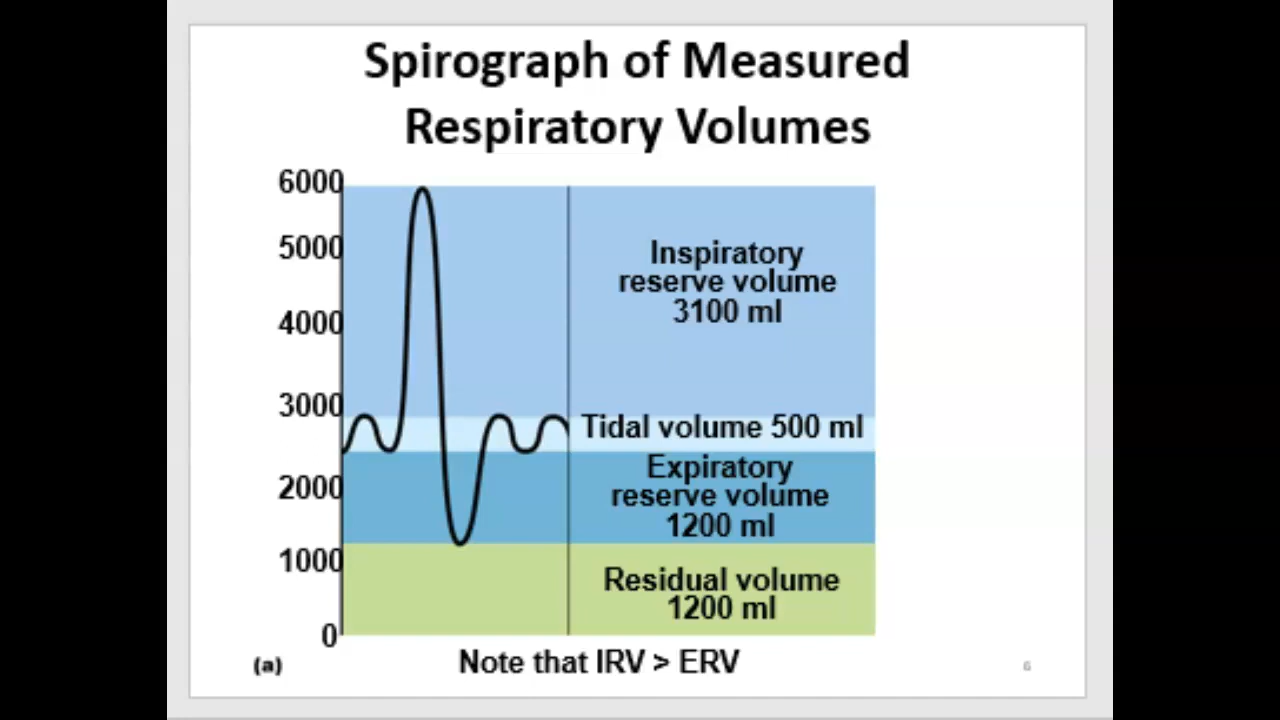 Spirograph of Measured
Respiratory Volumes
6000
5000
4000
3000
2000
1000
0
Inspiratory
reserve volume
3100 ml
Tidal volume 500 ml
Expiratory
reserve volume
1200 ml
Residual volume
1200 ml
(a)
Note that IRV > ERV
6